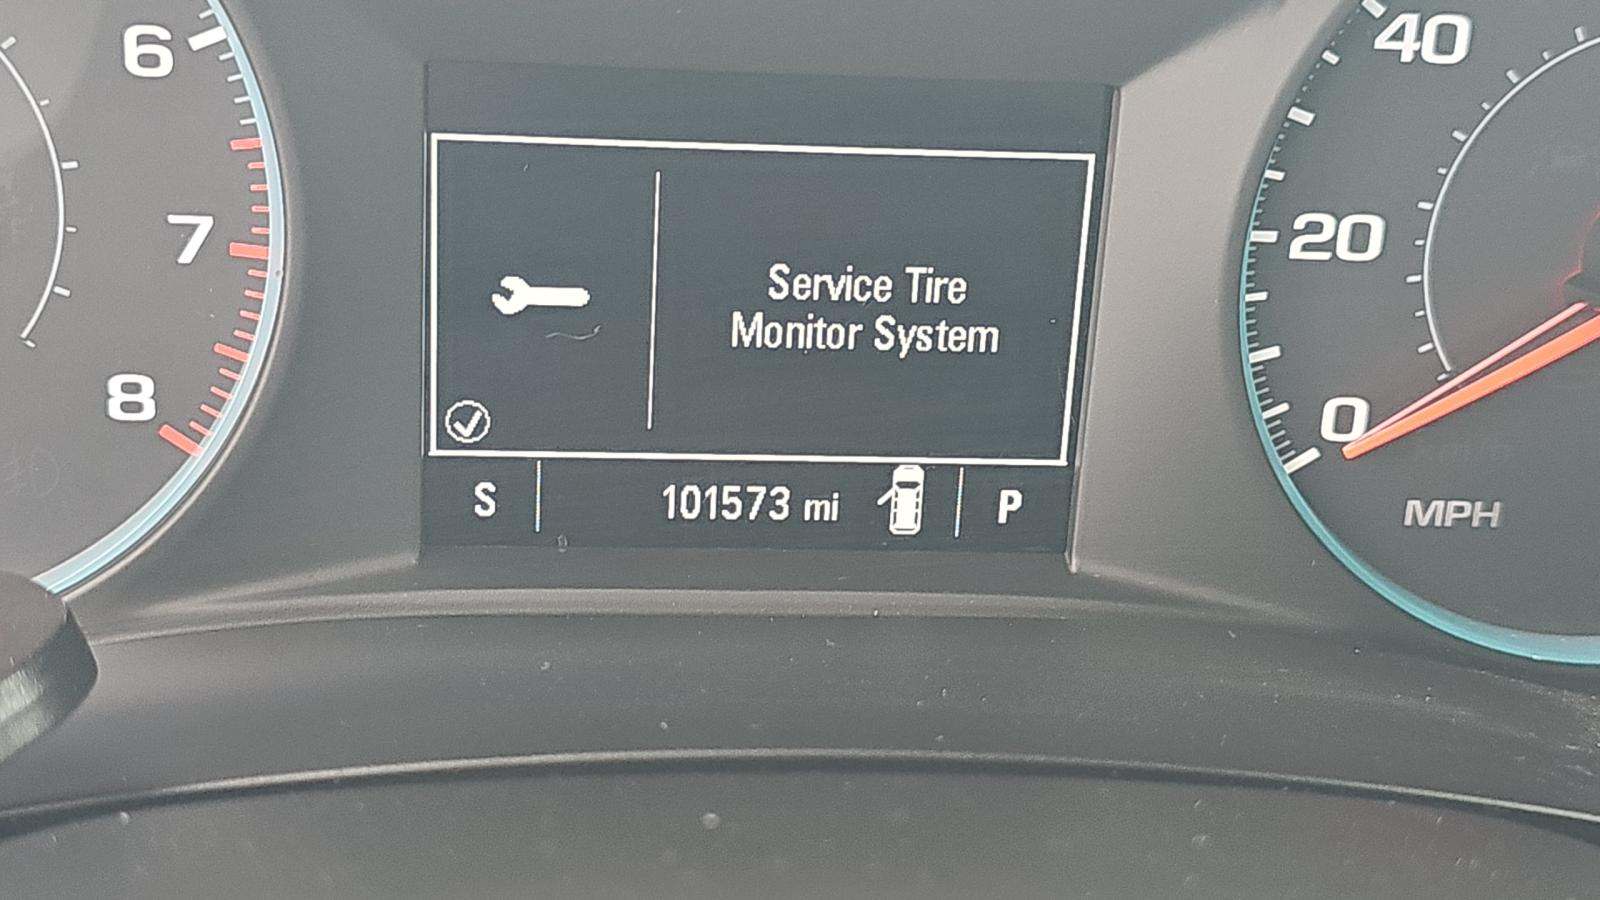 6
7
8
Service Tire
Monitor System
S
101573 mi
P
40
20
0
MPH